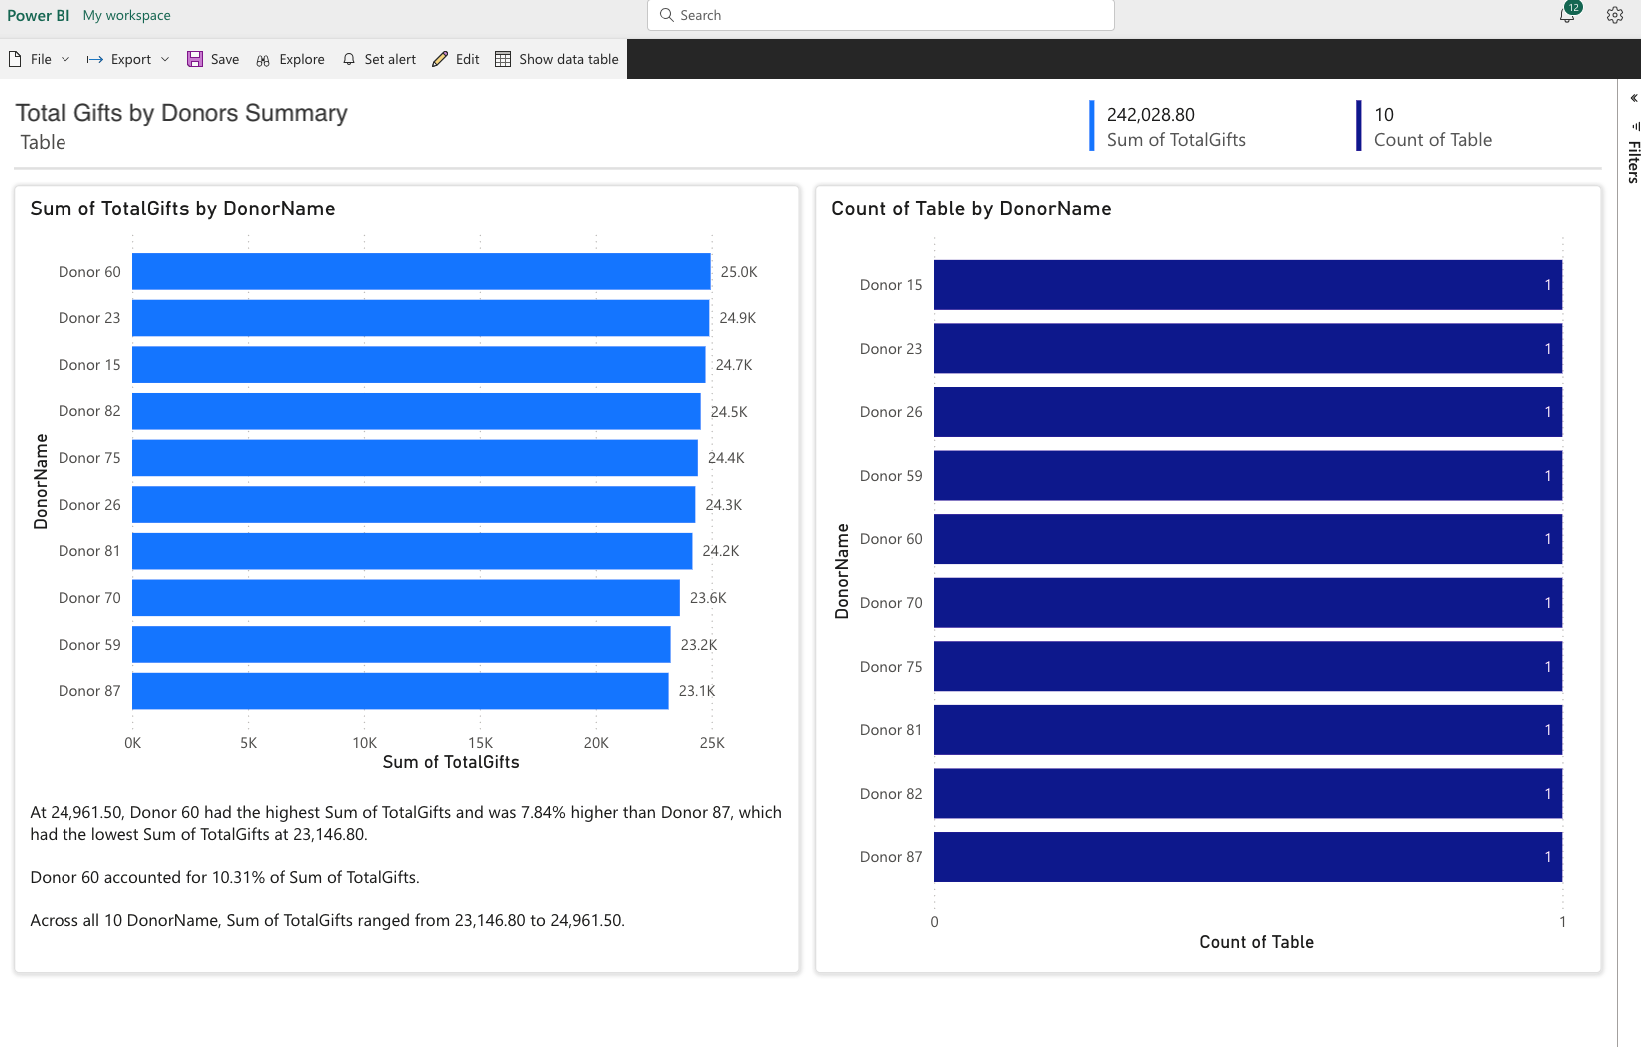 Power BI My workspace
Search
12
File Export Save Explore Set alert Edit Show data table
Total Gifts by Donors Summary
Table
242,028.80
Sum of TotalGifts
10
Count of Table
Filters
Sum of TotalGifts by DonorName
DonorName
Donor 60 25.0K
Donor 23 24.9K
Donor 15 24.7K
Donor 82 24.5K
Donor 75 24.4K
Donor 26 24.3K
Donor 81 24.2K
Donor 70 23.6K
Donor 59 23.2K
Donor 87 23.1K
0K 5K 10K 15K 20K 25K
Sum of TotalGifts
At 24,961.50, Donor 60 had the highest Sum of TotalGifts and was 7.84% higher than Donor 87, which
had the lowest Sum of TotalGifts at 23,146.80.
Donor 60 accounted for 10.31% of Sum of TotalGifts.
Across all 10 DonorName, Sum of TotalGifts ranged from 23,146.80 to 24,961.50.
Count of Table by DonorName
DonorName
Donor 15 1
Donor 23 1
Donor 26 1
Donor 59 1
Donor 60 1
Donor 70 1
Donor 75 1
Donor 81 1
Donor 82 1
Donor 87 1
0 1
Count of Table